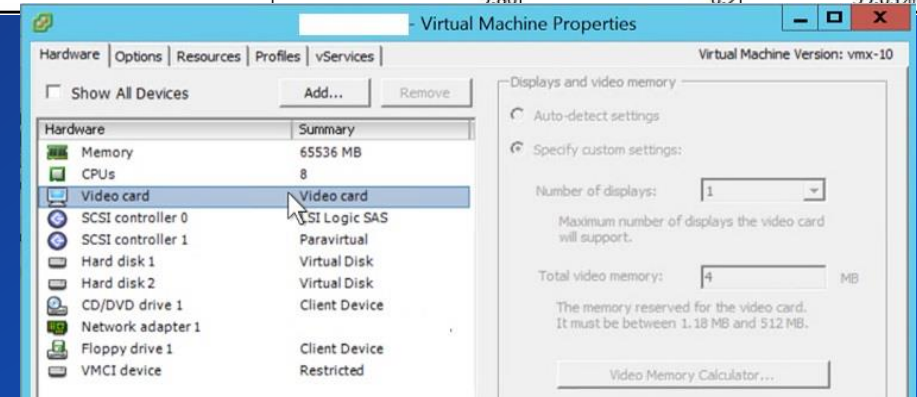 - Virtual Machine Properties
Hardware Options Resources Profiles vServices
Virtual Machine Version: vmx-10
Show All Devices
Add...
Remove
Hardware Summary
Memory 65536 MB
CPUs 8
Video card Video card
SCSI controller 0 LSI Logic SAS
SCSI controller 1 Paravirtual
Hard disk 1 Virtual Disk
Hard disk 2 Virtual Disk
CD/DVD drive 1 Client Device
Network adapter 1
Floppy drive 1 Client Device
VMCI device Restricted
Displays and video memory
Auto-detect settings
Specify custom settings:
Number of displays: 1
Maximum number of displays the video card
will support.
Total video memory: 4 MB
The memory reserved for the video card.
It must be between 1.18 MB and 512 MB.
Video Memory Calculator...